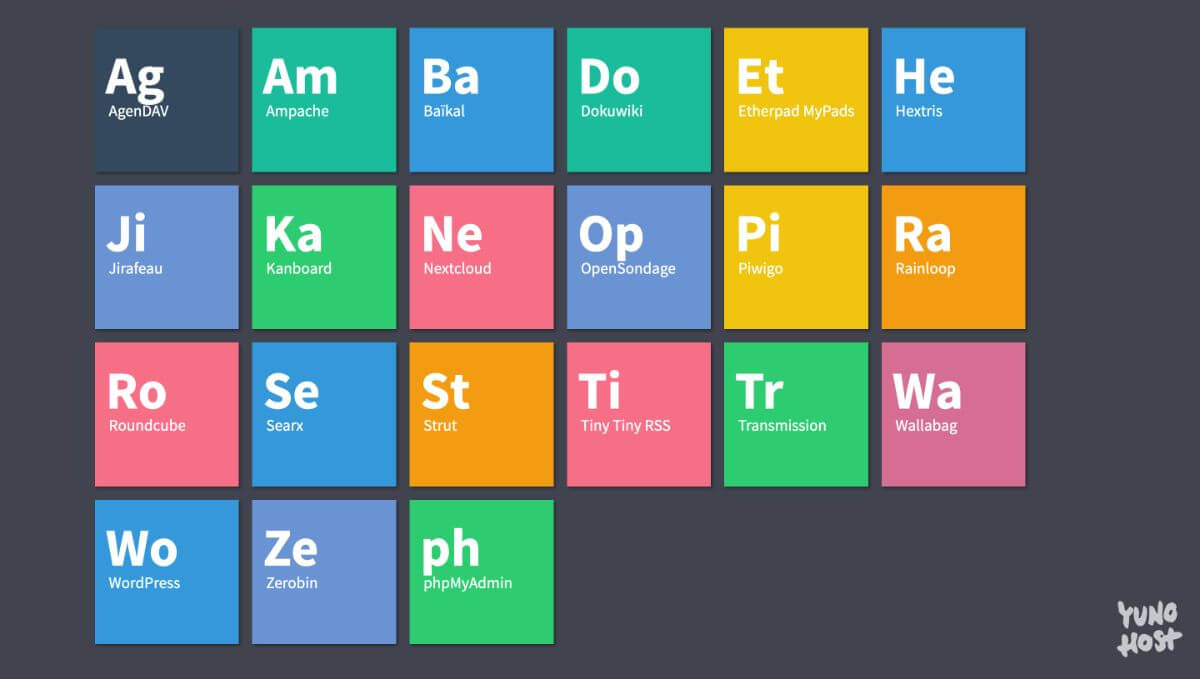 Ag
AgenDAV
Am
Ampache
Ba
Baïkal
Do
Dokuwiki
Et
Etherpad MyPads
He
Hextris
Ji
Jirafeau
Ka
Kanboard
Ne
Nextcloud
Op
OpenSondage
Pi
Piwigo
Ra
Rainloop
Ro
Roundcube
Se
Searx
St
Strut
Ti
Tiny Tiny RSS
Tr
Transmission
Wa
Wallabag
Wo
WordPress
Ze
Zerobin
ph
phpMyAdmin
YUNO
HOST